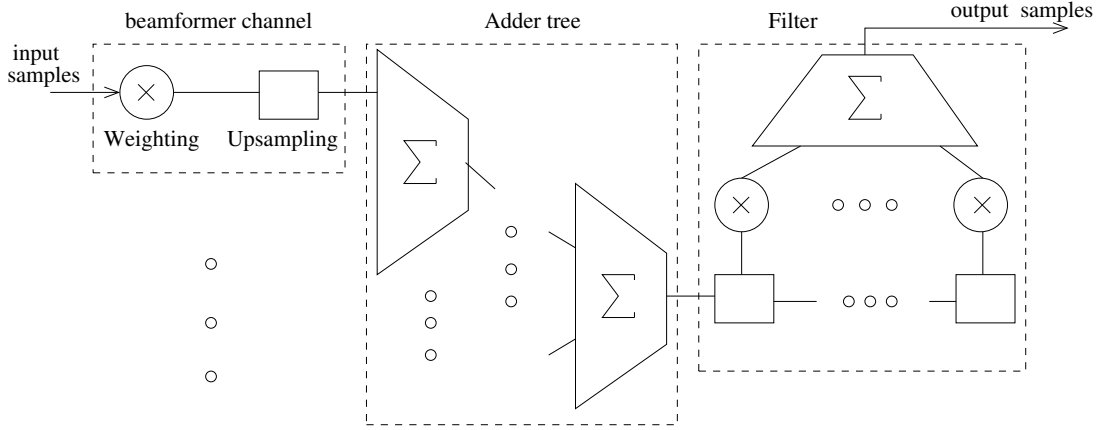 beamformer channel
Adder tree
Filter
output samples
input
samples
Weighting
Upsampling
Σ
Σ
Σ